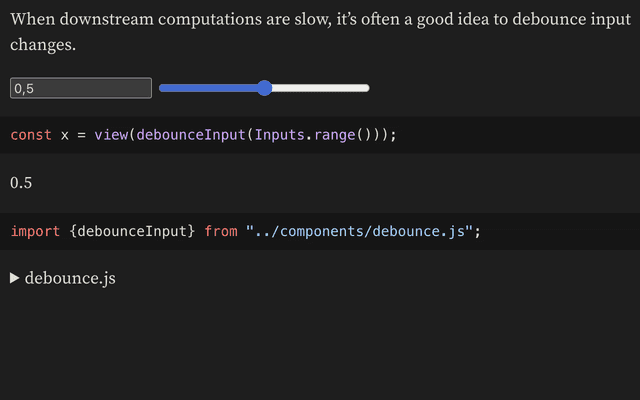 When downstream computations are slow, it’s often a good idea to debounce input
changes.
0,5
const x = view(debounceInput(Inputs.range()));
0.5
import {debounceInput} from "../components/debounce.js";
debounce.js